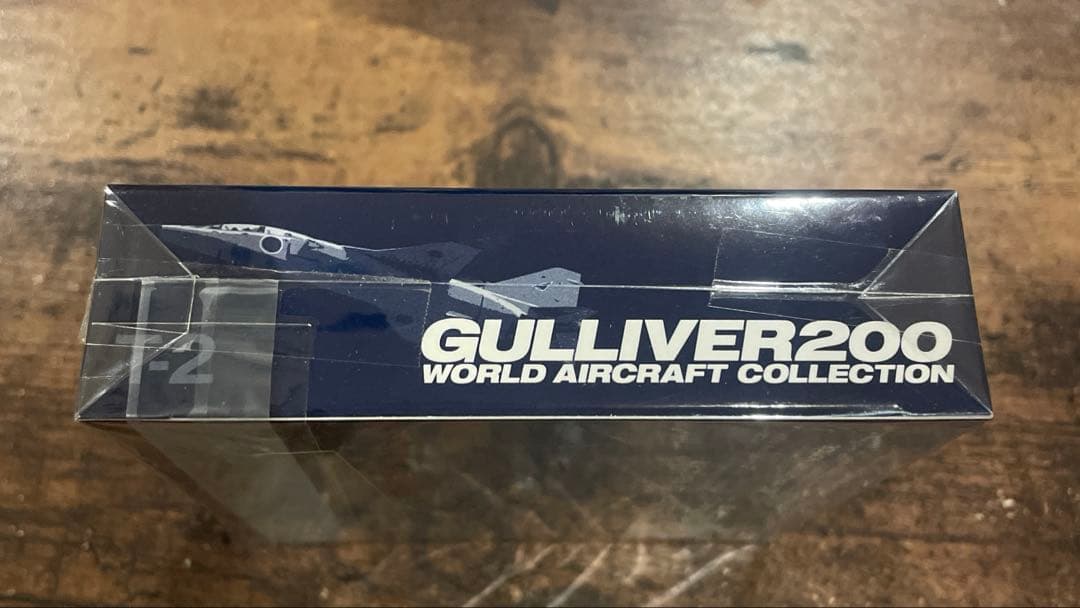 T-2
GULLIVER200
WORLD AIRCRAFT COLLECTION